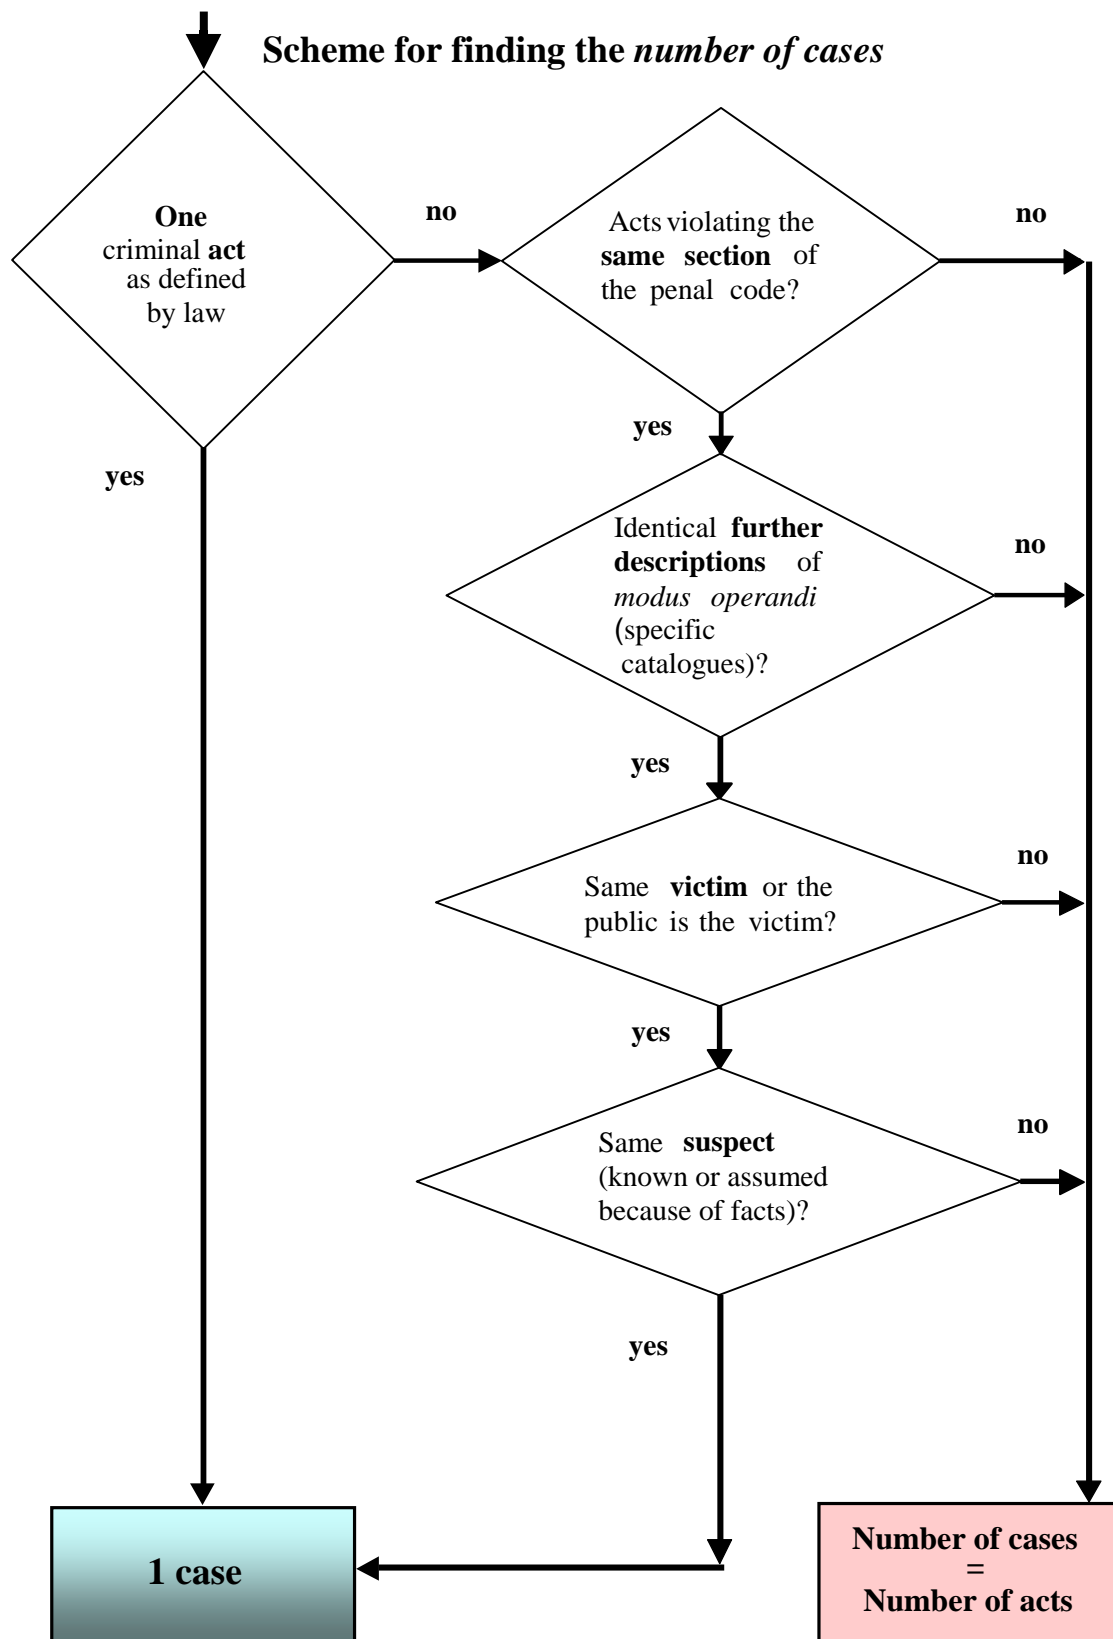 Scheme for finding the number of cases
One
criminal act
as defined
by law
no
Acts violating the
same section of
the penal code?
no
yes
yes
Identical further
descriptions of
modus operandi
(specific
catalogues)?
no
yes
Same victim or the
public is the victim?
no
yes
Same suspect
(known or assumed
because of facts)?
no
yes
1 case
Number of cases
=
Number of acts